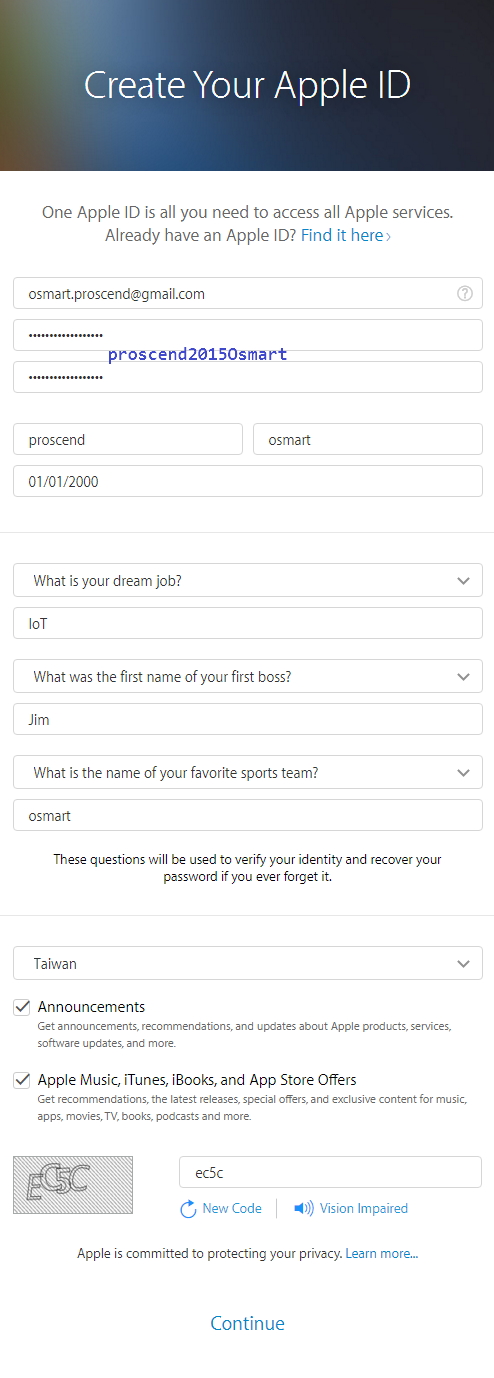 Create Your Apple ID
One Apple ID is all you need to access all Apple services.
Already have an Apple ID? Find it here ›
osmart.proscend@gmail.com
••••••••••••••••••
proscend2015Osmart
••••••••••••••••••
proscend osmart
01/01/2000
What is your dream job?
IoT
What was the first name of your first boss?
Jim
What is the name of your favorite sports team?
osmart
These questions will be used to verify your identity and recover your
password if you ever forget it.
Taiwan
Announcements
Get announcements, recommendations, and updates about Apple products, services,
software updates, and more.
Apple Music, iTunes, iBooks, and App Store Offers
Get recommendations, the latest releases, special offers, and exclusive content for music,
apps, movies, TV, books, podcasts and more.
EC5C ec5c
New Code Vision Impaired
Apple is committed to protecting your privacy. Learn more...
Continue